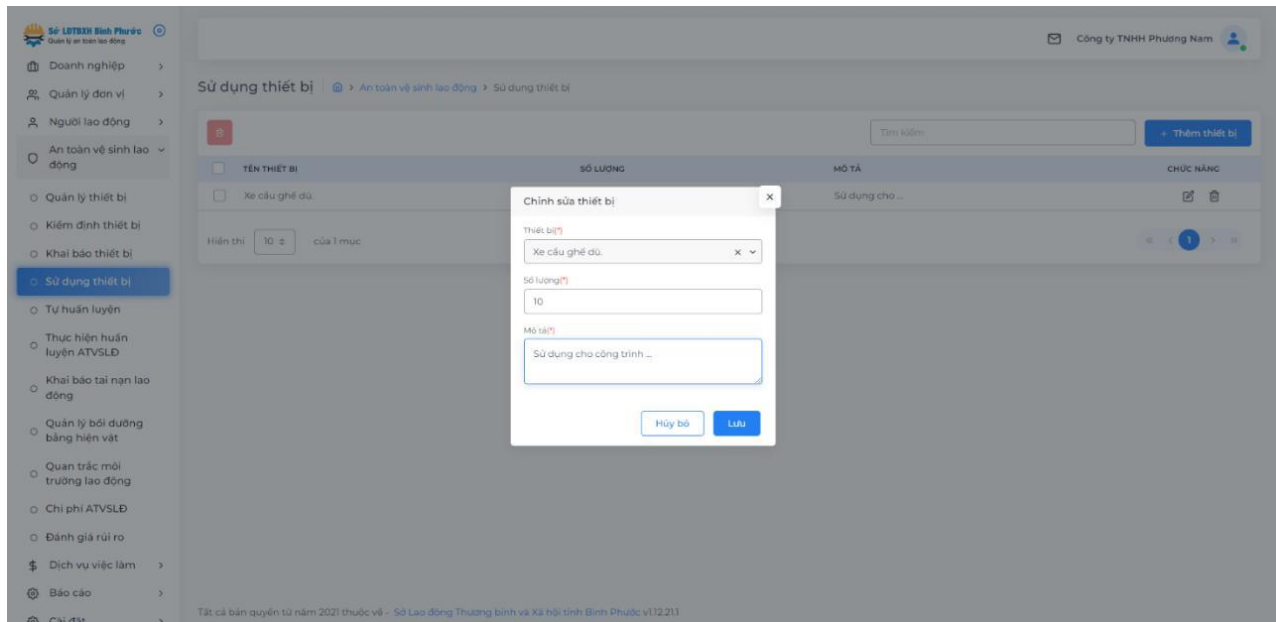 Sở LĐTBXH Bình Phước
Quản lý an toàn lao động
Công ty TNHH Phương Nam
Doanh nghiệp
Quản lý đơn vị
Người lao động
An toàn vệ sinh lao
động
Quản lý thiết bị
Kiểm định thiết bị
Khai báo thiết bị
Sử dụng thiết bị
Tự huấn luyện
Thực hiện huấn
luyện ATVSLĐ
Khai báo tai nạn lao
động
Quản lý bồi dưỡng
bằng hiện vật
Quan trắc môi
trường lao động
Chi phí ATVSLĐ
Đánh giá rủi ro
Dịch vụ việc làm
Báo cáo
Cài đặt
Sử dụng thiết bị
An toàn vệ sinh lao động > Sử dụng thiết bị
Tìm kiếm
+ Thêm thiết bị
TÊN THIẾT BỊ SỐ LƯỢNG MÔ TẢ CHỨC NĂNG
Xe cẩu ghế dù. Sử dụng cho ...
Hiển thị 10 của 1 mục
« < 1 > »
Chỉnh sửa thiết bị
Thiết bị(*)
Xe cẩu ghế dù.
Số lượng(*)
10
Mô tả(*)
Sử dụng cho công trình ...
Hủy bỏ Lưu
Tất cả bản quyền từ năm 2021 thuộc về - Sở Lao động Thương binh và Xã hội tỉnh Bình Phước v1.12.21.1